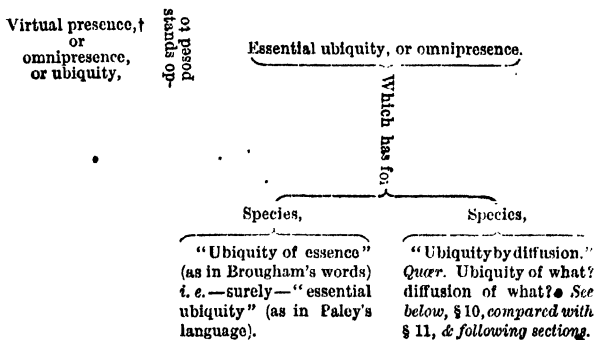 Virtual presence,†
or
omnipresence,
or ubiquity,
stands op-
posed
to
Essential ubiquity, or omnipresence.
Which has for
Species,
"Ubiquity of essence"
(as in Brougham's words)
i. e.—surely—"essential
ubiquity" (as in Paley's
language).
Species,
"Ubiquity by diffusion."
Quær. Ubiquity of what?
diffusion of what? See
below, § 10, compared with
§ 11, & following sections.